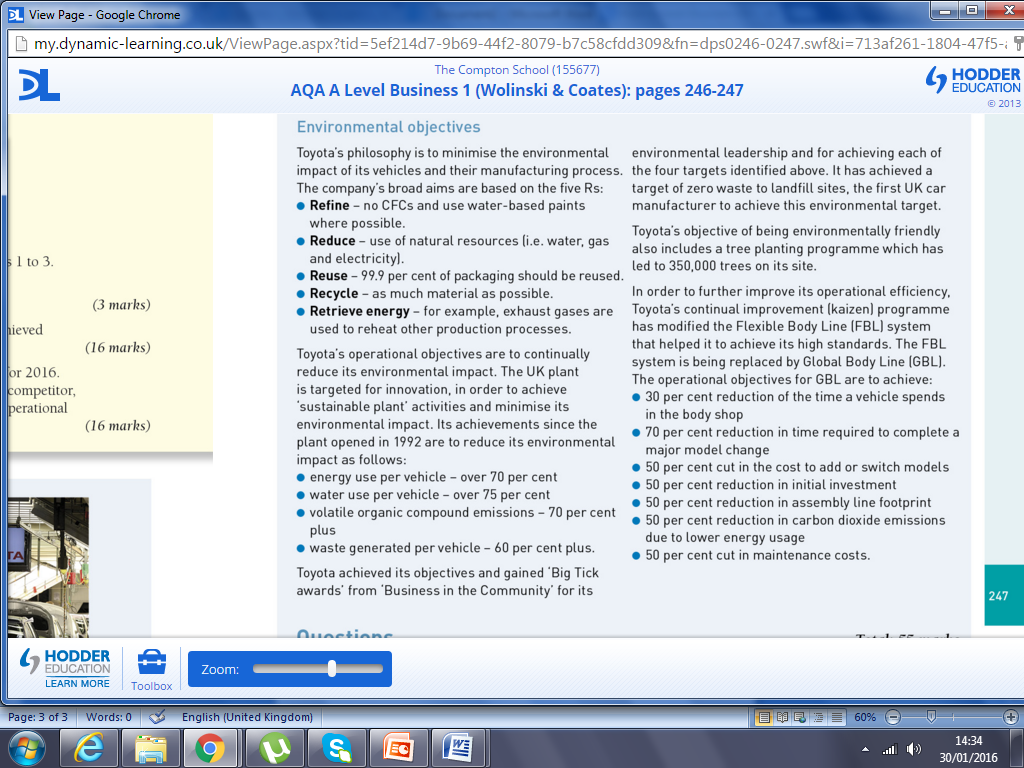 View Page - Google Chrome
my.dynamic-learning.co.uk/ViewPage.aspx?tid=5ef214d7-9b69-44f2-8079-b7c58cfdd309&fn=dps0246-0247.swf&i=713af261-1804-47f5-
DL
The Compton School (155677)
AQA A Level Business 1 (Wolinski & Coates): pages 246-247
HODDER
EDUCATION
© 2013
s 1 to 3.
(3 marks)
hieved
(16 marks)
or 2016.
competitor,
perational
(16 marks)
TA
Environmental objectives
Toyota's philosophy is to minimise the environmental
impact of its vehicles and their manufacturing process.
The company's broad aims are based on the five Rs:
● Refine – no CFCs and use water-based paints
where possible.
● Reduce – use of natural resources (i.e. water, gas
and electricity).
● Reuse – 99.9 per cent of packaging should be reused.
● Recycle – as much material as possible.
● Retrieve energy – for example, exhaust gases are
used to reheat other production processes.
Toyota's operational objectives are to continually
reduce its environmental impact. The UK plant
is targeted for innovation, in order to achieve
'sustainable plant' activities and minimise its
environmental impact. Its achievements since the
plant opened in 1992 are to reduce its environmental
impact as follows:
● energy use per vehicle – over 70 per cent
● water use per vehicle – over 75 per cent
● volatile organic compound emissions – 70 per cent
plus
● waste generated per vehicle – 60 per cent plus.
Toyota achieved its objectives and gained 'Big Tick
awards' from 'Business in the Community' for its
environmental leadership and for achieving each of
the four targets identified above. It has achieved a
target of zero waste to landfill sites, the first UK car
manufacturer to achieve this environmental target.
Toyota's objective of being environmentally friendly
also includes a tree planting programme which has
led to 350,000 trees on its site.
In order to further improve its operational efficiency,
Toyota's continual improvement (kaizen) programme
has modified the Flexible Body Line (FBL) system
that helped it to achieve its high standards. The FBL
system is being replaced by Global Body Line (GBL).
The operational objectives for GBL are to achieve:
● 30 per cent reduction of the time a vehicle spends
in the body shop
● 70 per cent reduction in time required to complete a
major model change
● 50 per cent cut in the cost to add or switch models
● 50 per cent reduction in initial investment
● 50 per cent reduction in assembly line footprint
● 50 per cent reduction in carbon dioxide emissions
due to lower energy usage
● 50 per cent cut in maintenance costs.
247
Questions
Total: 55 marks
HODDER
EDUCATION
LEARN MORE
Toolbox
Zoom:
Page: 3 of 3
Words: 0
English (United Kingdom)
60%
14:34
30/01/2016